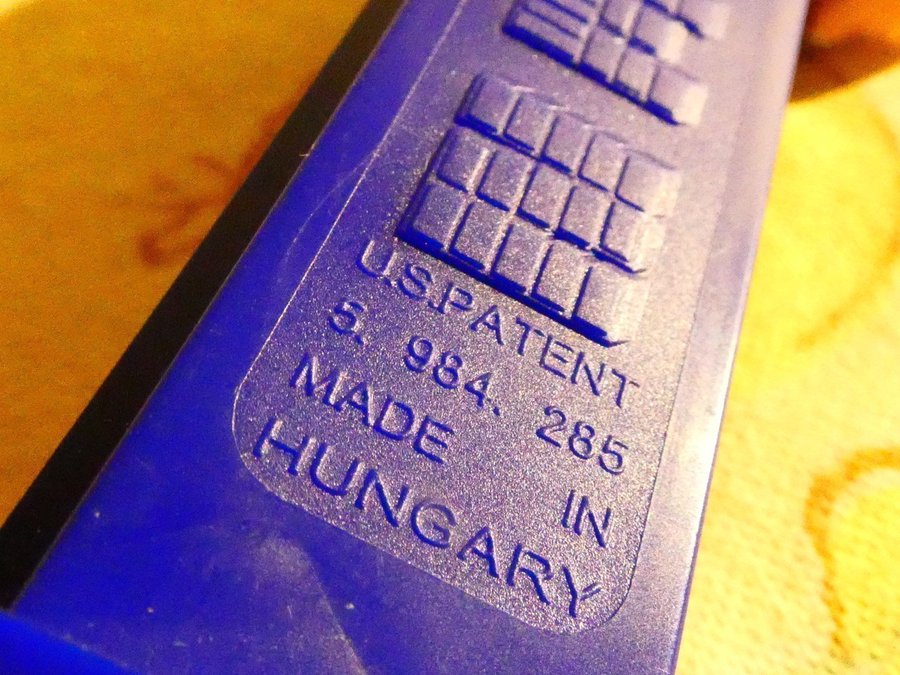 U.S.PATENT
5. 984. 285
MADE IN
HUNGARY